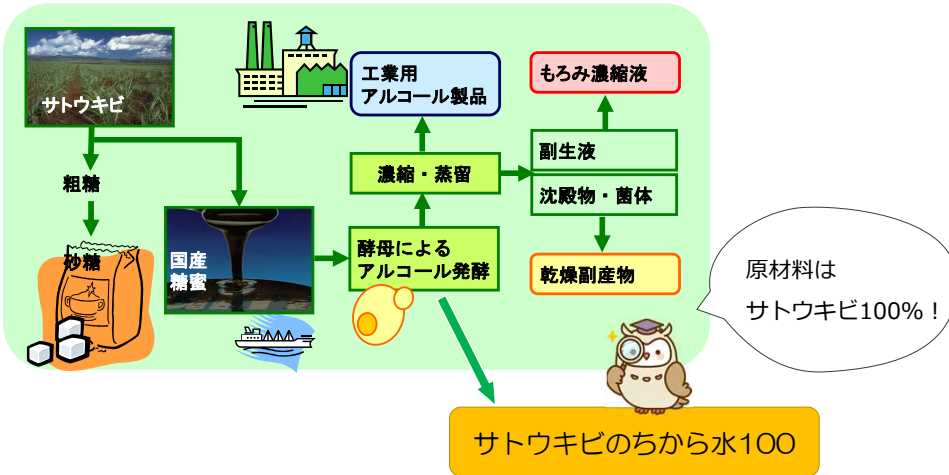 サトウキビ
粗糖
砂糖
国産
糖蜜
工業用
アルコール製品
濃縮・蒸留
酵母による
アルコール発酵
もろみ濃縮液
副生液
沈殿物・菌体
乾燥副産物
原材料は
サトウキビ100%!
サトウキビのちから水100